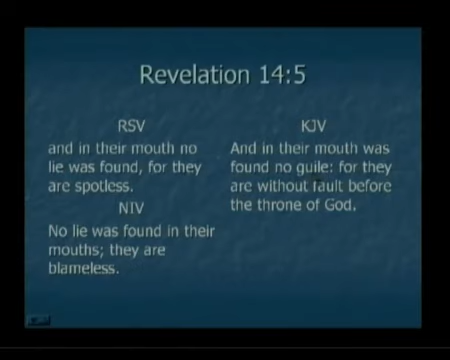 Revelation 14:5
RSV
and in their mouth no
lie was found, for they
are spotless.
NIV
No lie was found in their
mouths; they are
blameless.
KJV
And in their mouth was
found no guile: for they
are without fault before
the throne of God.